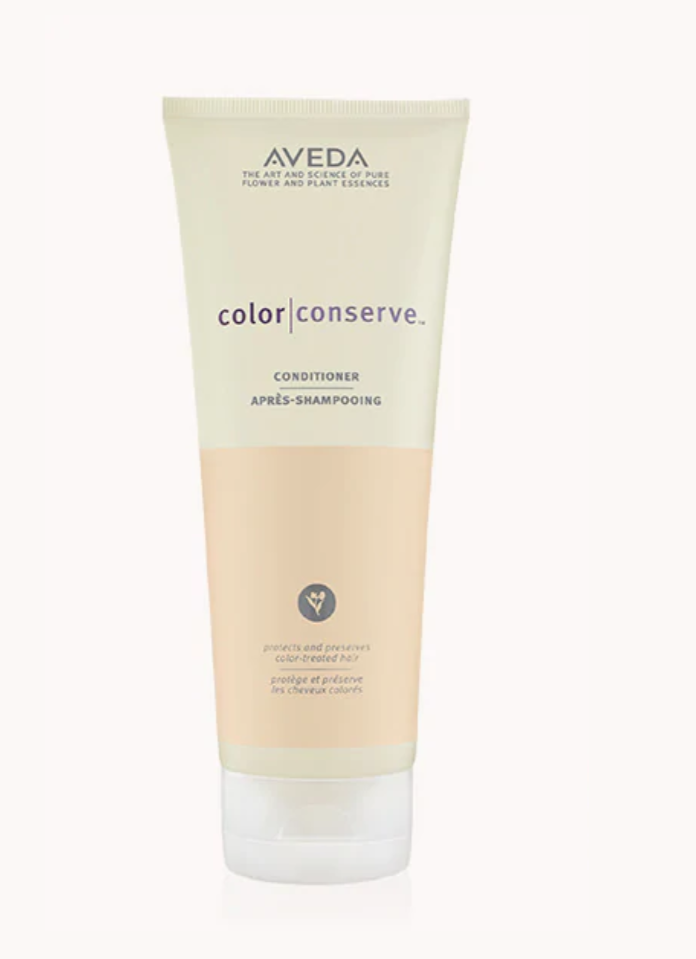 AVEDA
THE ART AND SCIENCE OF PURE
FLOWER AND PLANT ESSENCES
color|conserve™
CONDITIONER
APRÈS-SHAMPOOING
protects and preserves
color-treated hair
protège et préserve
les cheveux colorés